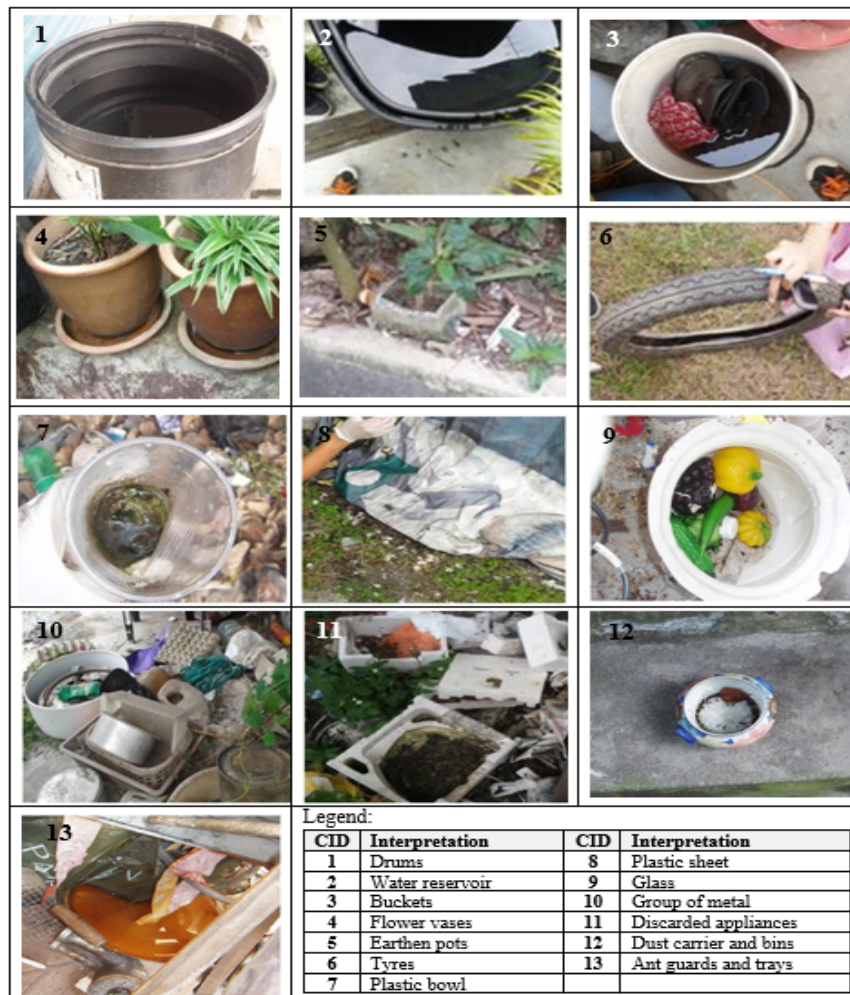 1
2
3
4
5
6
7
8
9
10
11
12
13
Legend:
CID Interpretation CID Interpretation
1 Drums 8 Plastic sheet
2 Water reservoir 9 Glass
3 Buckets 10 Group of metal
4 Flower vases 11 Discarded appliances
5 Earthen pots 12 Dust carrier and bins
6 Tyres 13 Ant guards and trays
7 Plastic bowl